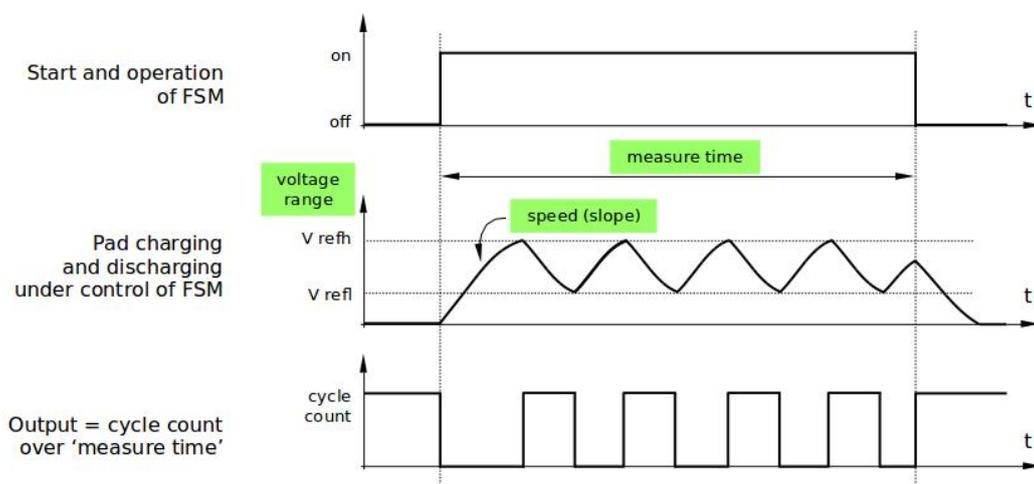 Start and operation
of FSM
on
off
t
measure time
voltage
range
speed (slope)
Pad charging
and discharging
under control of FSM
V refh
V refl
t
Output = cycle count
over ‘measure time’
cycle
count
t